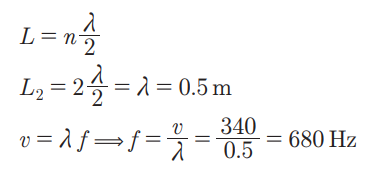 L = n λ/2
L₂ = 2 λ/2 = λ = 0.5 m
v = λ f ⟹ f = v/λ = 340/0.5 = 680 Hz